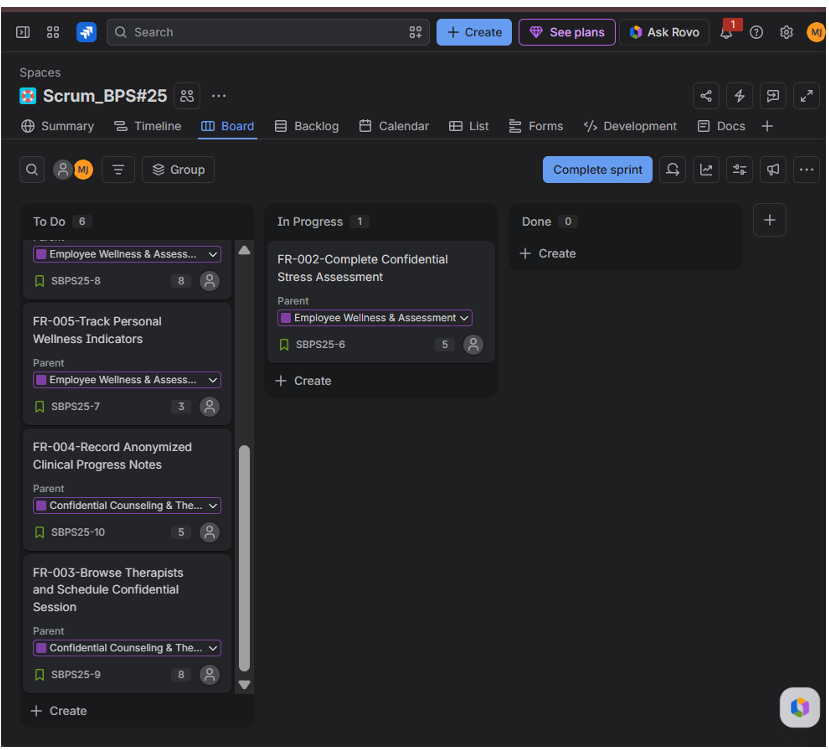 Search
+ Create
See plans
Ask Rovo
1
MJ
Spaces
Scrum_BPS#25
Summary
Timeline
Board
Backlog
Calendar
List
Forms
Development
Docs
MJ
Group
Complete sprint
To Do 6
Parent
Employee Wellness & Assess...
SBPS25-8 8
FR-005-Track Personal
Wellness Indicators
Parent
Employee Wellness & Assess...
SBPS25-7 3
FR-004-Record Anonymized
Clinical Progress Notes
Parent
Confidential Counseling & The...
SBPS25-10 5
FR-003-Browse Therapists
and Schedule Confidential
Session
Parent
Confidential Counseling & The...
SBPS25-9 8
+ Create
In Progress 1
FR-002-Complete Confidential
Stress Assessment
Parent
Employee Wellness & Assessment
SBPS25-6 5
+ Create
Done 0
+ Create